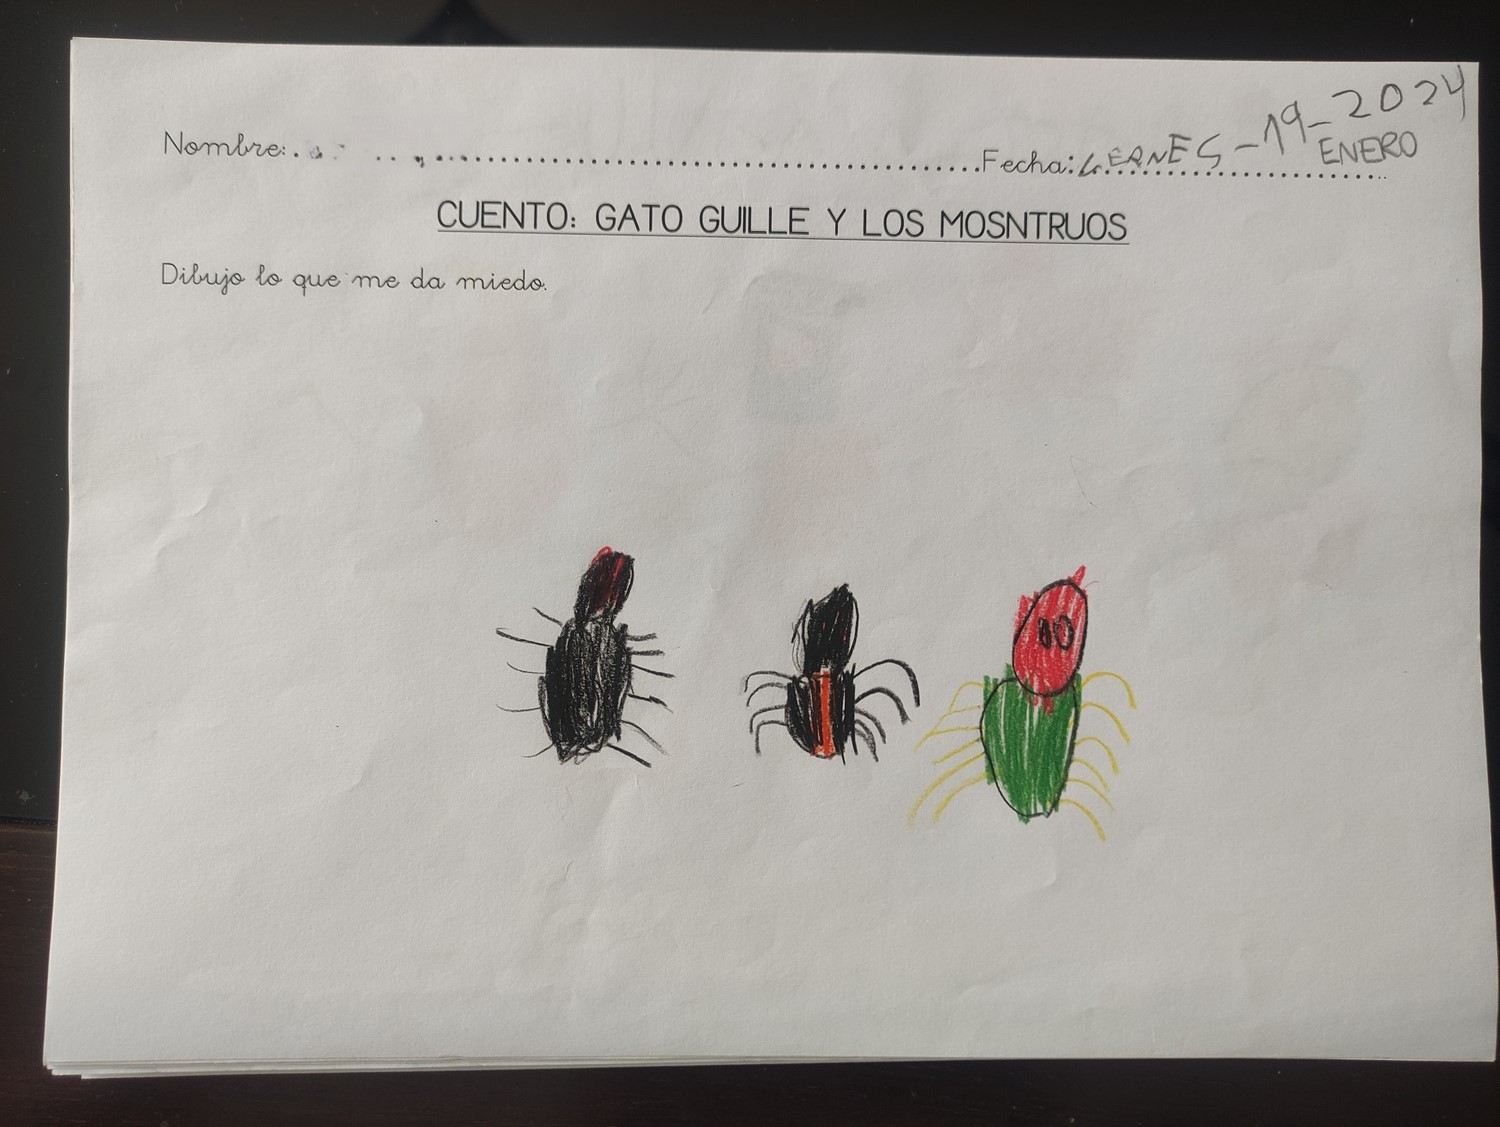 Nombre: Fecha: VIERNES-19-2024
ENERO
CUENTO: GATO GUILLE Y LOS MOSNTRUOS
Dibujo lo que me da miedo.